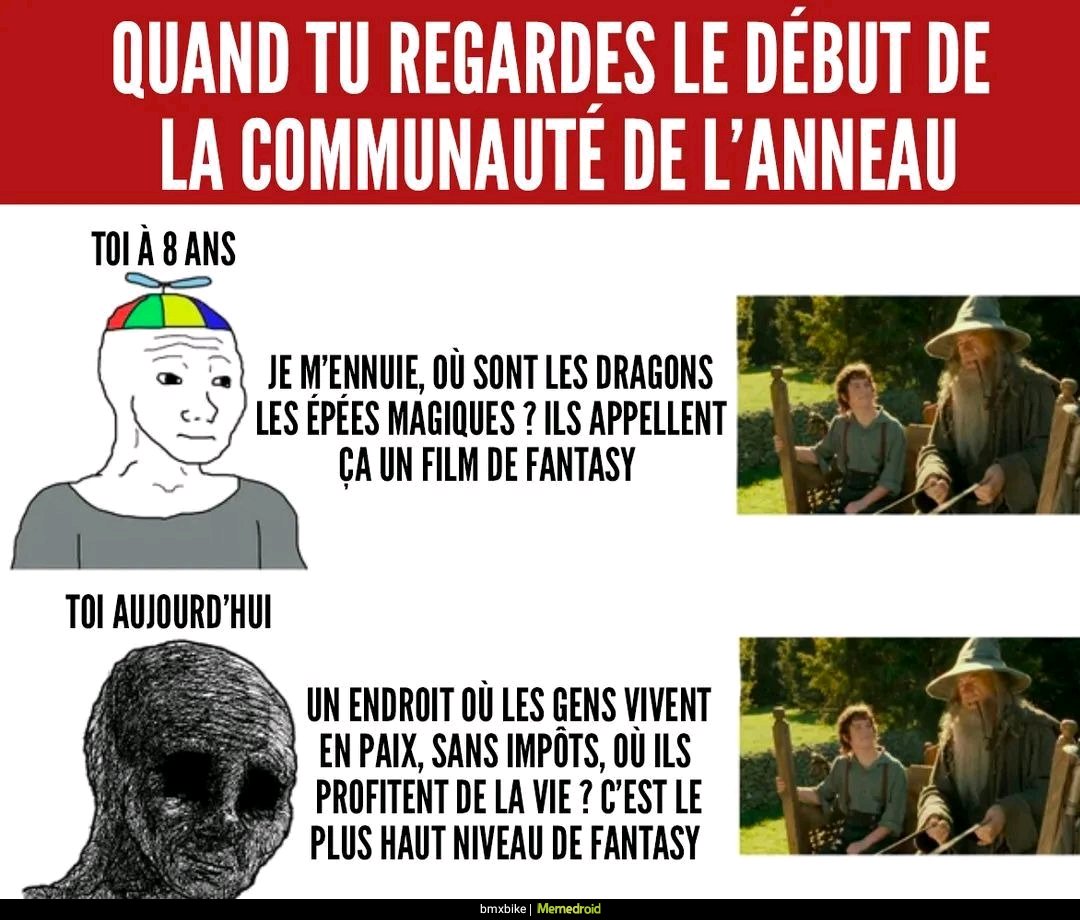 QUAND TU REGARDES LE DÉBUT DE
LA COMMUNAUTÉ DE L'ANNEAU
TOI À 8 ANS
JE M'ENNUIE, OÙ SONT LES DRAGONS
LES ÉPÉES MAGIQUES ? ILS APPELLENT
ÇA UN FILM DE FANTASY
TOI AUJOURD'HUI
UN ENDROIT OÙ LES GENS VIVENT
EN PAIX, SANS IMPÔTS, OÙ ILS
PROFITENT DE LA VIE ? C'EST LE
PLUS HAUT NIVEAU DE FANTASY
bmxbike | Memedroid